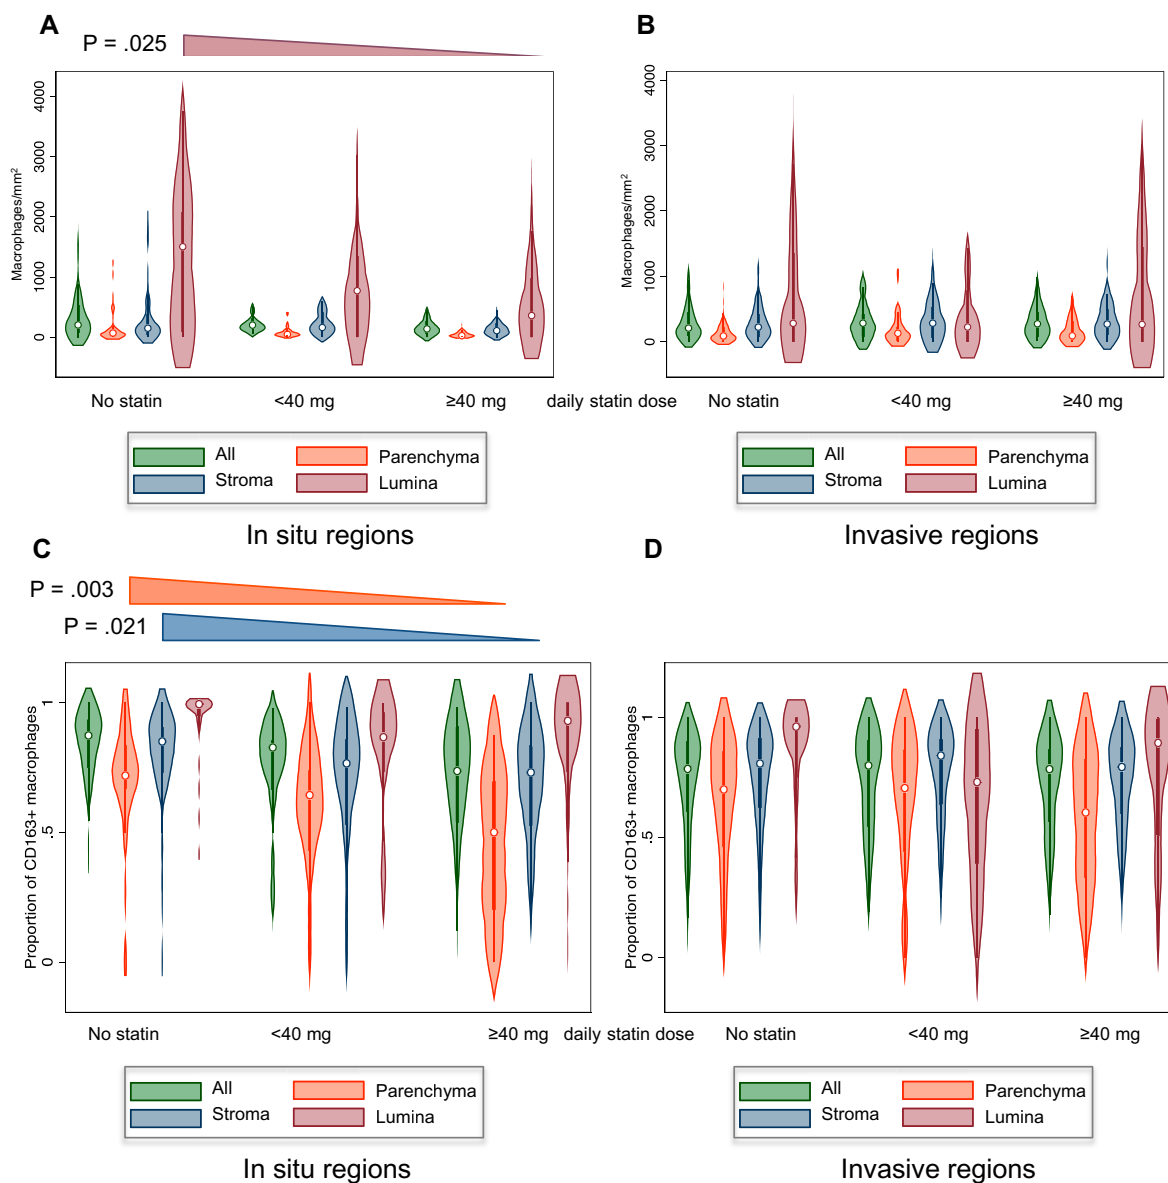 A
P = .025
Macrophages/mm²
4000
3000
2000
1000
0
No statin
<40 mg
≥40 mg
daily statin dose
All
Parenchyma
Stroma
Lumina
In situ regions
B
Macrophages/mm²
4000
3000
2000
1000
0
No statin
<40 mg
≥40 mg
All
Parenchyma
Stroma
Lumina
Invasive regions
C
P = .003
P = .021
Proportion of CD163+ macrophages
1
.5
0
No statin
<40 mg
≥40 mg
daily statin dose
All
Parenchyma
Stroma
Lumina
In situ regions
D
Proportion of CD163+ macrophages
1
.5
0
No statin
<40 mg
≥40 mg
All
Parenchyma
Stroma
Lumina
Invasive regions